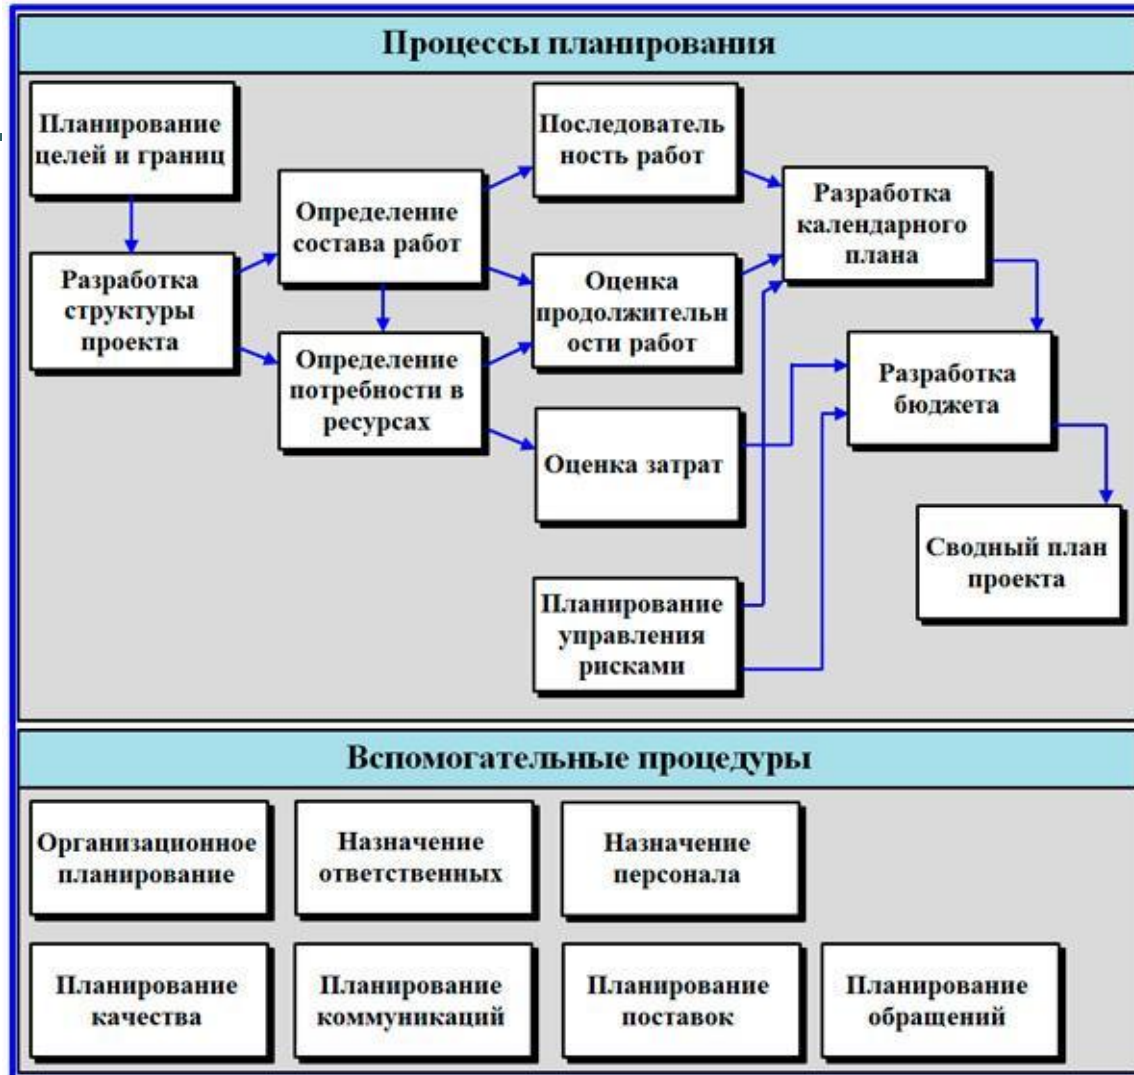 Процессы планирования
Планирование
целей и границ
Разработка
структуры
проекта
Определение
состава работ
Определение
потребности в
ресурсах
Последователь
ность работ
Оценка
продолжительн
ости работ
Оценка затрат
Планирование
управления
рисками
Разработка
календарного
плана
Разработка
бюджета
Сводный план
проекта
Вспомогательные процедуры
Организационное
планирование
Назначение
ответственных
Назначение
персонала
Планирование
качества
Планирование
коммуникаций
Планирование
поставок
Планирование
обращений